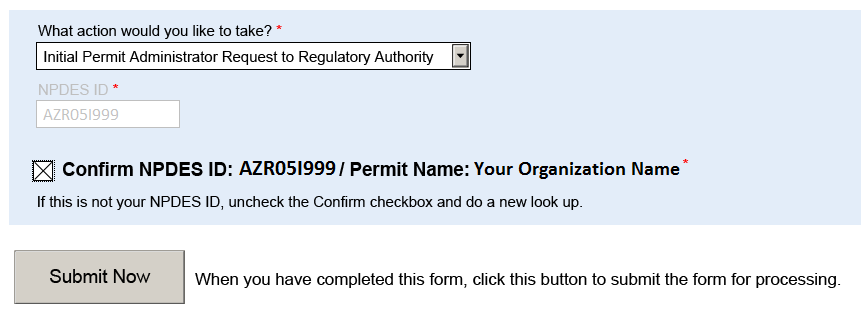 What action would you like to take? *
Initial Permit Administrator Request to Regulatory Authority
NPDES ID *
AZR05I999
Confirm NPDES ID: AZR05I999 / Permit Name: Your Organization Name *
If this is not your NPDES ID, uncheck the Confirm checkbox and do a new look up.
Submit Now When you have completed this form, click this button to submit the form for processing.